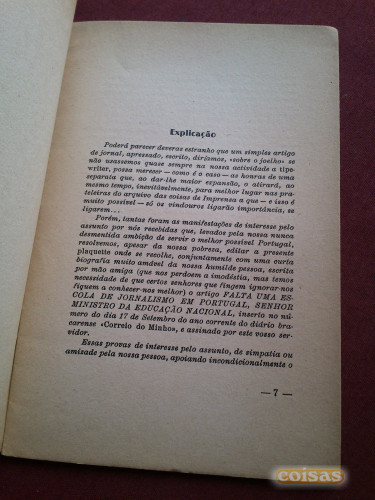 Explicação
Poderá parecer deveras estranho que um simples artigo
de jornal, apressado, escrito, dirâsmos, «sobre o joelho» se
não usassemos quase sempre na nossa actividade a tipe-
writer, possa merecer — como é o caso — as honras de uma
separata que, ao dar-lhe maior expansão, o atirará, ao
mesmo tempo, inevitàvelmente, para melhor lugar nas pra-
teleiras do arquivo das coisas de Imprensa a que — e isso é
muito possível — só os vindouros ligarão importância, se
ligarem...
Porém, tantas foram as manifestações de interesse pelo
assunto por nós recebidas que, levados pela nossa nunca
desmentida ambição de servir o melhor possível Portugal,
resolvemos, apesar da nossa pobreza, editar a presente
plaquette onde se recolhe, conjuntamente com uma curta
biografia muito amável da nossa humilde pessoa, escrita
por mão amiga (que nos perdoem a imodéstia, mas houve
necessidade de que certos senhores que fingem ignorar-nos
fiquem a conhecer-nos melhor) o artigo FALTA UMA ES-
COLA DE JORNALISMO EM PORTUGAL, SENHOR
MINISTRO DA EDUCAÇÃO NACIONAL, inserto no nú-
mero do dia 17 de Setembro do ano corrente do diário bra-
carense «Correio do Minho», e assinada por este vosso ser-
vidor.
Essas provas de interesse pelo assunto, de simpatia ou
amisade pela nossa pessoa, apoiando incondicionalmente o
— 7 —
coisas